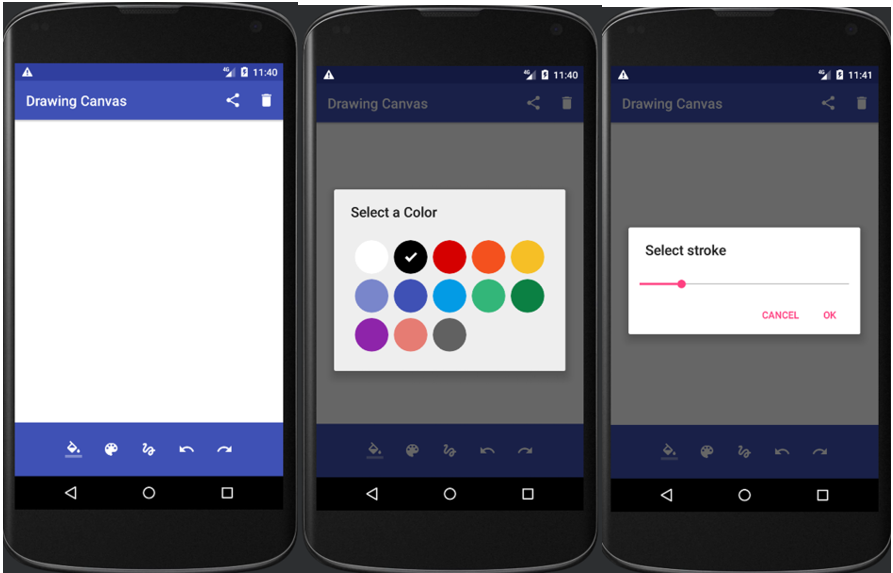 4G 11:40
Drawing Canvas
4G 11:40
Drawing Canvas
Select a Color
4G 11:41
Drawing Canvas
Select stroke
CANCEL OK